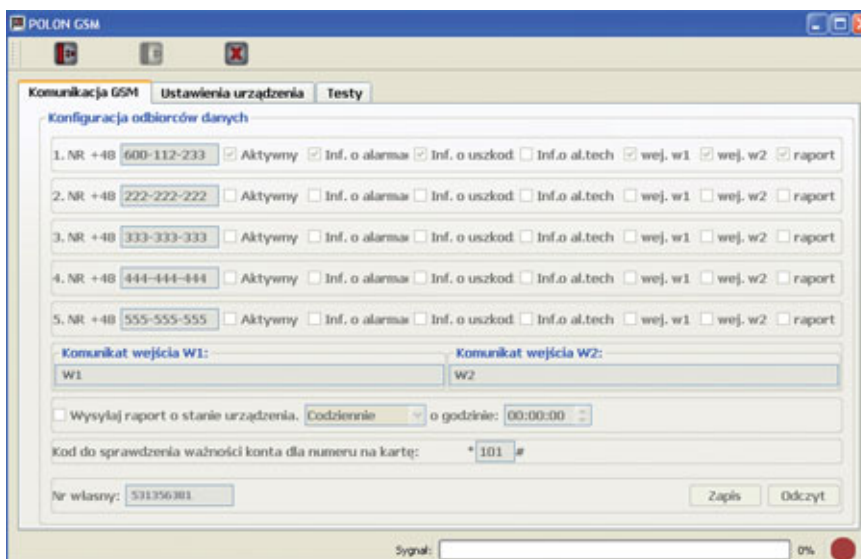 POLON GSM
Komunikacja GSM Ustawienia urządzenia Testy
Konfiguracja odbiorców danych
1. NR +48 600-112-233 Aktywny Inf. o alarmac Inf. o uszkod Inf.o al.tech wej. w1 wej. w2 raport
2. NR +48 222-222-222 Aktywny Inf. o alarmac Inf. o uszkod Inf.o al.tech wej. w1 wej. w2 raport
3. NR +48 333-333-333 Aktywny Inf. o alarmac Inf. o uszkod Inf.o al.tech wej. w1 wej. w2 raport
4. NR +48 444-444-444 Aktywny Inf. o alarmac Inf. o uszkod Inf.o al.tech wej. w1 wej. w2 raport
5. NR +48 555-555-555 Aktywny Inf. o alarmac Inf. o uszkod Inf.o al.tech wej. w1 wej. w2 raport
Komunikat wejścia W1: Komunikat wejścia W2:
W1 W2
Wysyłaj raport o stanie urządzenia. Codziennie o godzinie: 00:00:00
Kod do sprawdzenia ważności konta dla numeru na kartę: * 101 #
Nr własny: 531356381 Zapis Odczyt
Sygnał: 0%